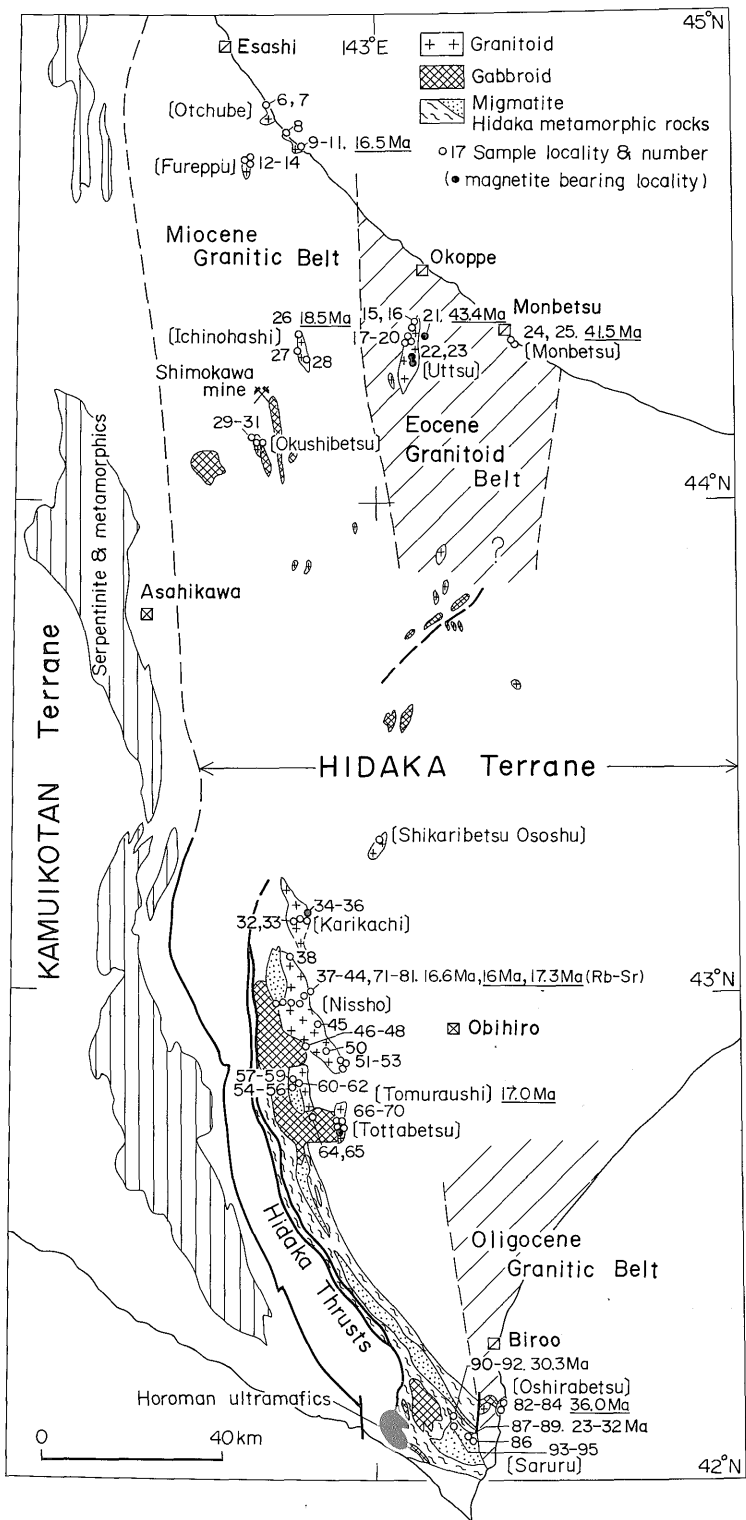 45°N
Esashi
143°E
Granitoid
Gabbroid
Migmatite
Hidaka metamorphic rocks
17 Sample locality & number
(● magnetite bearing locality)
6,7
(Otchube)
8
9-11. 16.5 Ma
(Fureppu)
12-14
Miocene
Granitic Belt
Okoppe
15, 16
21. 43.4 Ma
Monbetsu
26 18.5 Ma
24, 25. 41.5 Ma
(Ichinohashi)
17-20
(Monbetsu)
27
28
22,23
(Uttsu)
Shimokawa
mine
29-31
(Okushibetsu)
Eocene
Granitoid
Belt
44°N
?
Serpentinite & metamorphics
Asahikawa
KAMUIKOTAN Terrane
HIDAKA Terrane
(Shikaribetsu Ososhu)
34-36
32,33
(Karikachi)
38
37-44, 71-81. 16.6 Ma, 16 Ma, 17.3 Ma (Rb-Sr)
43°N
(Nissho)
45
46-48
Obihiro
50
51-53
57-59
54-56
60-62
(Tomuraushi) 17.0 Ma
66-70
(Tottabetsu)
64,65
Hidaka Thrusts
Oligocene
Granitic Belt
Biroo
90-92. 30.3 Ma
(Oshirabetsu)
Horoman ultramafics
82-84 36.0 Ma
87-89. 23-32 Ma
86
93-95
0 40 km
(Saruru)
42°N